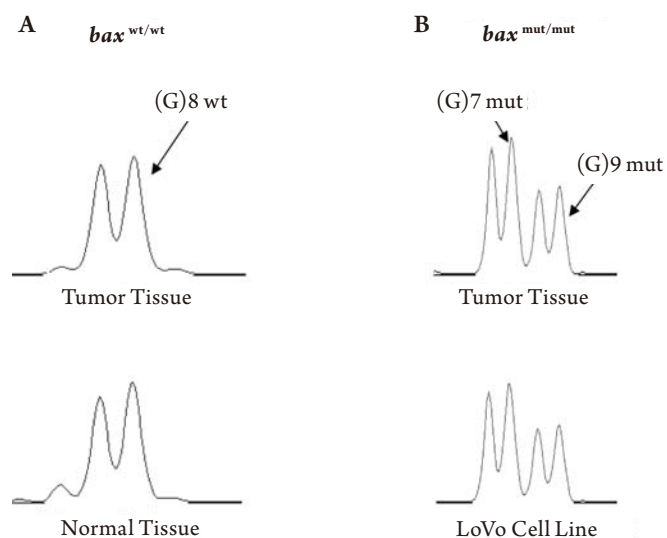 A
bax wt/wt
(G)8 wt
Tumor Tissue
Normal Tissue
B
bax mut/mut
(G)7 mut
(G)9 mut
Tumor Tissue
LoVo Cell Line